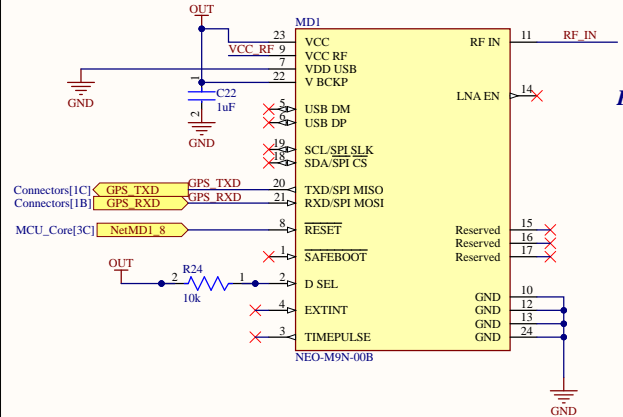 OUT
MD1
23
VCC
RF IN
11
RF_IN
VCC_RF
9
VCC RF
7
VDD USB
22
V BCKP
GND
1
C22
1uF
2
GND
14
LNA EN
5
USB DM
6
USB DP
19
SCL/SPI SLK
18
SDA/SPI CS
Connectors[1C]
GPS_TXD
GPS_TXD
20
TXD/SPI MISO
Connectors[1B]
GPS_RXD
GPS_RXD
21
RXD/SPI MOSI
MCU_Core[3C]
NetMD1_8
8
RESET
Reserved
15
Reserved
16
Reserved
17
1
SAFEBOOT
OUT
2
R24
1
10k
2
D SEL
4
EXTINT
3
TIMEPULSE
GND
10
GND
12
GND
13
GND
24
NEO-M9N-00B
GND